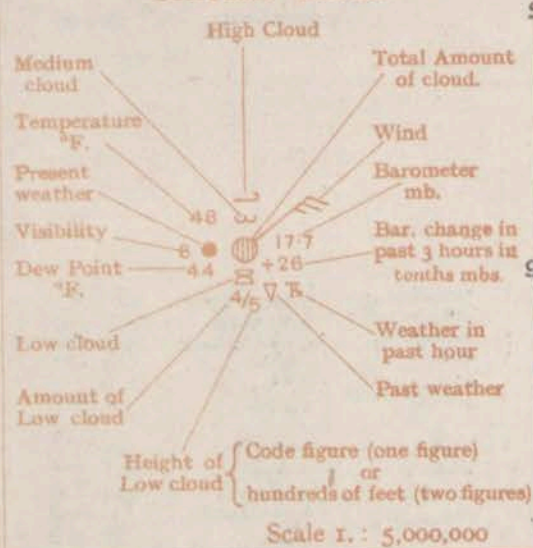 High Cloud
Medium
cloud
Total Amount
of cloud.
Temperature
°F.
Wind
Present
weather
Barometer
mb.
48
Visibility
6
17.7
Bar. change in
past 3 hours in
tenths mbs.
+26
Dew Point
°F.
44
4/5
Low cloud
Weather in
past hour
Amount of
Low cloud
Past weather
Height of
Low cloud
Code figure (one figure)
or
hundreds of feet (two figures)
Scale 1. : 5,000,000